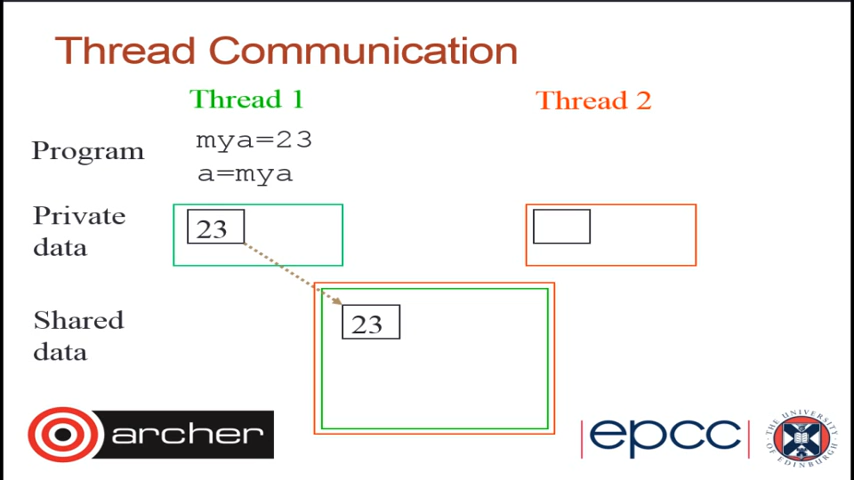 Thread Communication
Thread 1
Thread 2
Program
mya=23
a=mya
Private
data
23
Shared
data
23
archer
epcc
THE UNIVERSITY OF EDINBURGH